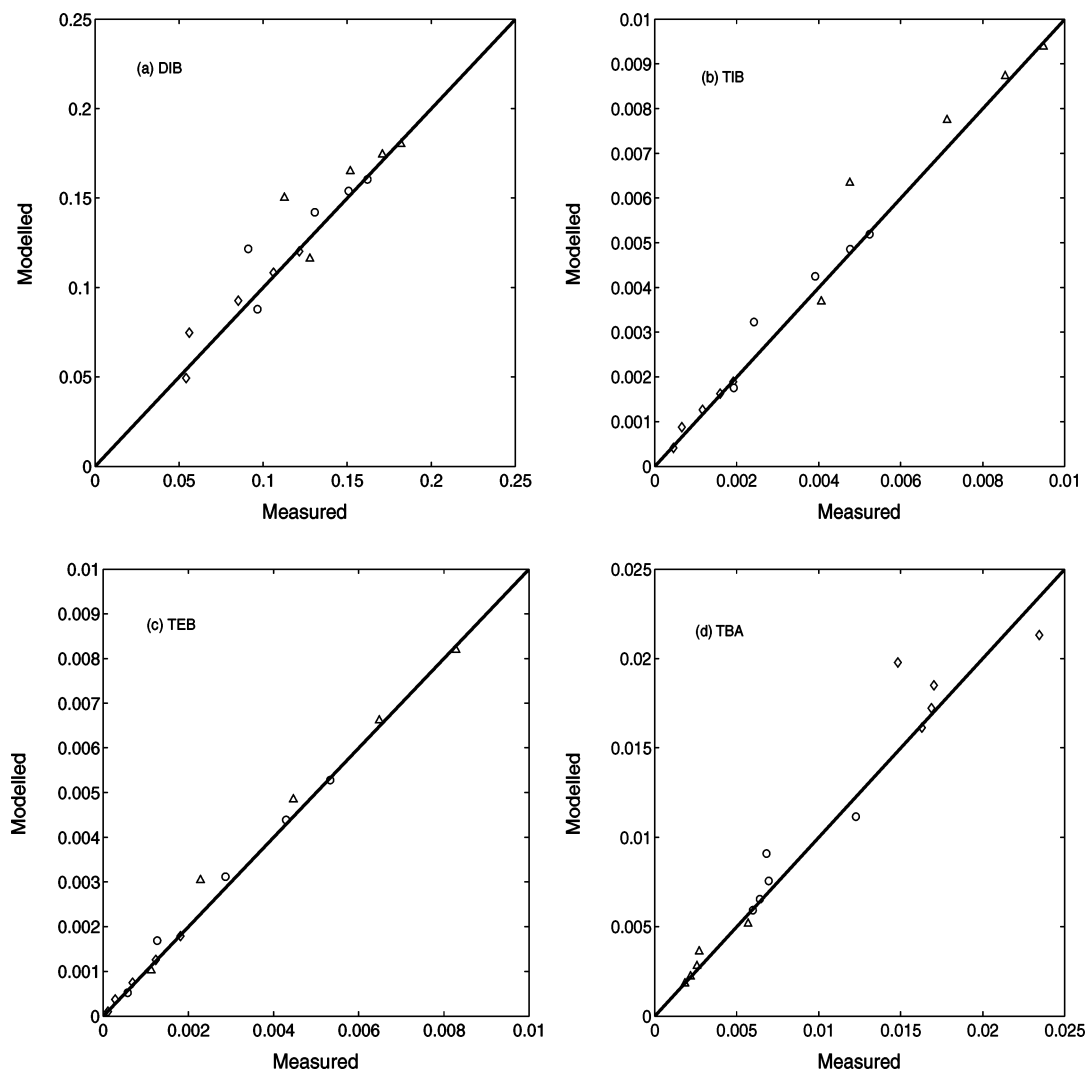 0.25
(a) DIB
0.2
0.15
0.1
0.05
0
Modelled
0 0.05 0.1 0.15 0.2 0.25
Measured
0.01
0.009
(b) TIB
0.008
0.007
0.006
0.005
0.004
0.003
0.002
0.001
0
Modelled
0 0.002 0.004 0.006 0.008 0.01
Measured
0.01
0.009
(c) TEB
0.008
0.007
0.006
0.005
0.004
0.003
0.002
0.001
0
Modelled
0 0.002 0.004 0.006 0.008 0.01
Measured
0.025
(d) TBA
0.02
0.015
0.01
0.005
0
Modelled
0 0.005 0.01 0.015 0.02 0.025
Measured